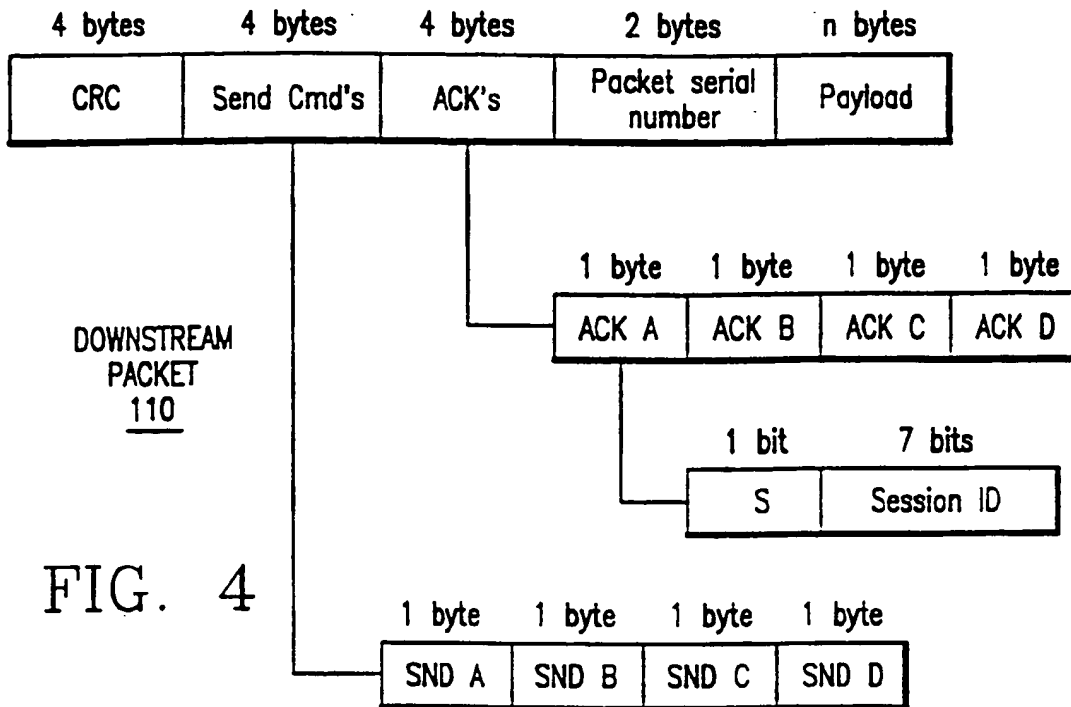 4 bytes 4 bytes 4 bytes 2 bytes n bytes
CRC Send Cmd's ACK's Packet serial number Payload
1 byte 1 byte 1 byte 1 byte
ACK A ACK B ACK C ACK D
DOWNSTREAM
PACKET
110
1 bit 7 bits
S Session ID
FIG. 4
1 byte 1 byte 1 byte 1 byte
SND A SND B SND C SND D